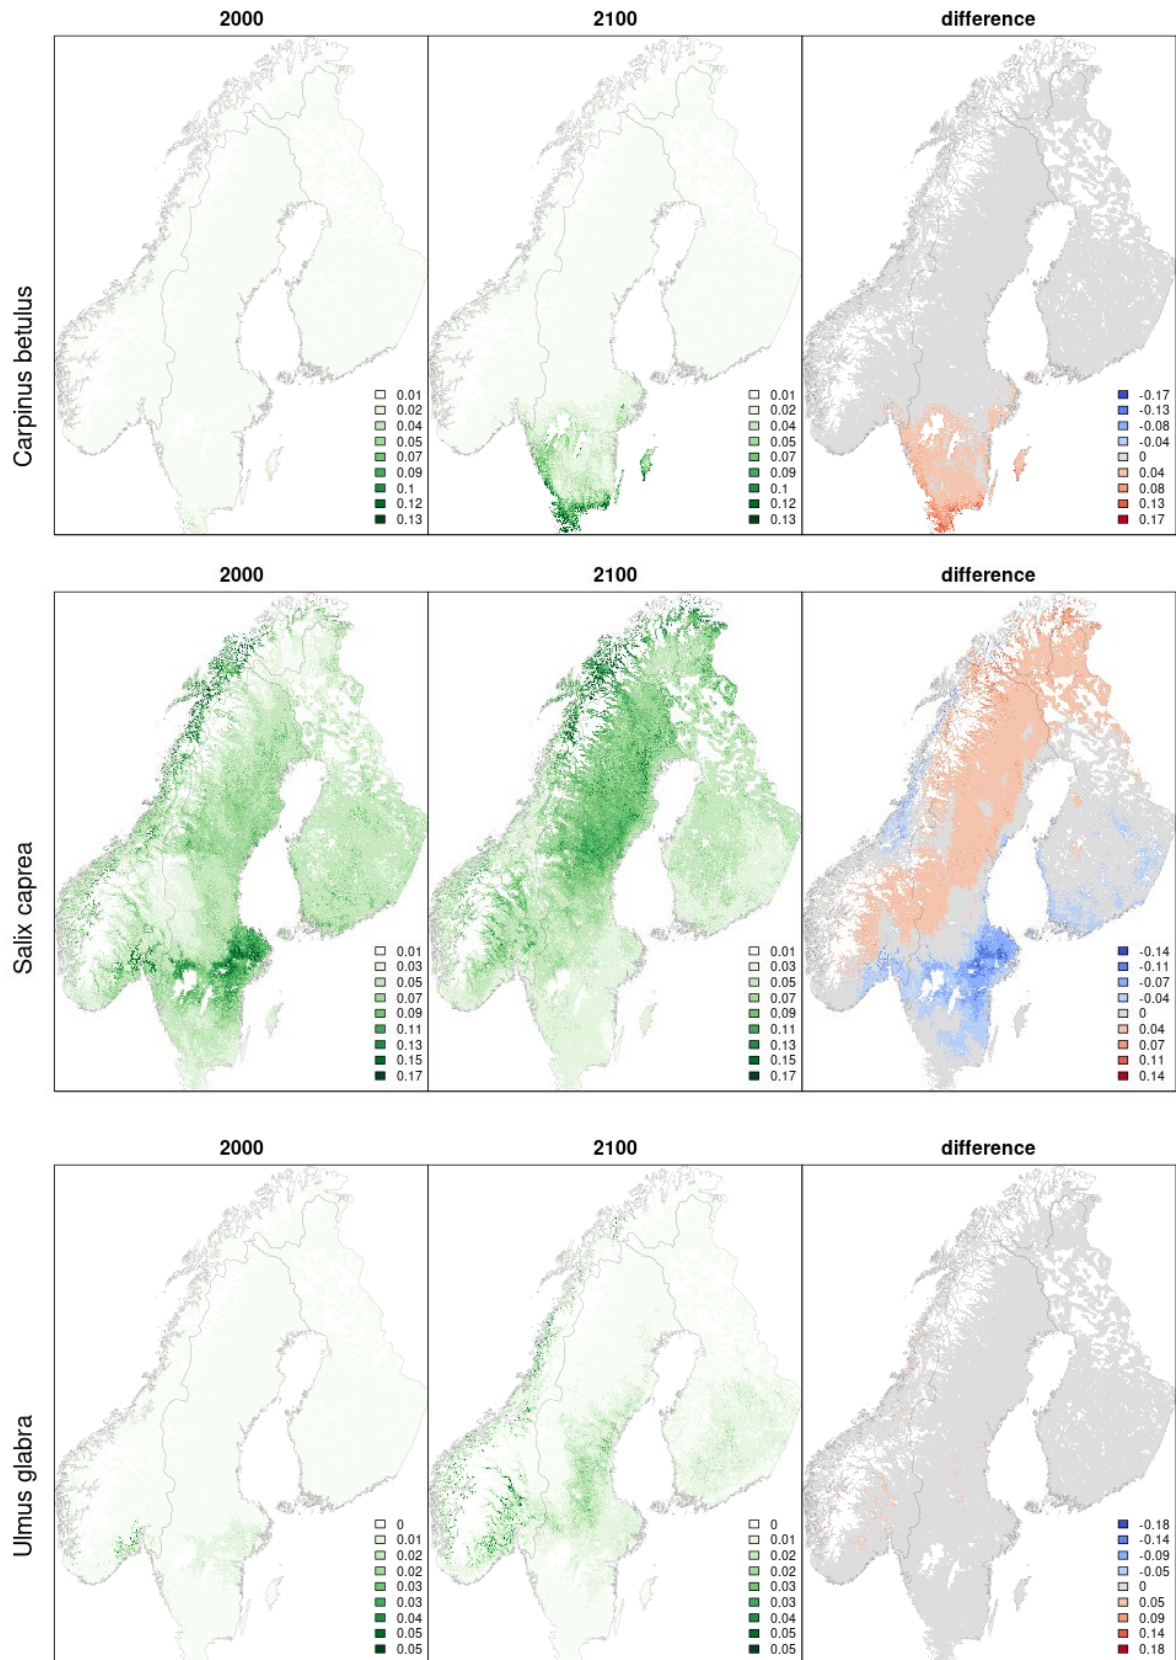 2000 2100 difference
Carpinus betulus
0.01 0.01 -0.17
0.02 0.02 -0.13
0.04 0.04 -0.08
0.05 0.05 -0.04
0.07 0.07 0
0.09 0.09 0.04
0.1 0.1 0.08
0.12 0.12 0.13
0.13 0.13 0.17
2000 2100 difference
Salix caprea
0.01 0.01 -0.14
0.03 0.03 -0.11
0.05 0.05 -0.07
0.07 0.07 -0.04
0.09 0.09 0
0.11 0.11 0.04
0.13 0.13 0.07
0.15 0.15 0.11
0.17 0.17 0.14
2000 2100 difference
Ulmus glabra
0 0 -0.18
0.01 0.01 -0.14
0.02 0.02 -0.09
0.02 0.02 -0.05
0.03 0.03 0
0.03 0.03 0.05
0.04 0.04 0.09
0.05 0.05 0.14
0.05 0.05 0.18